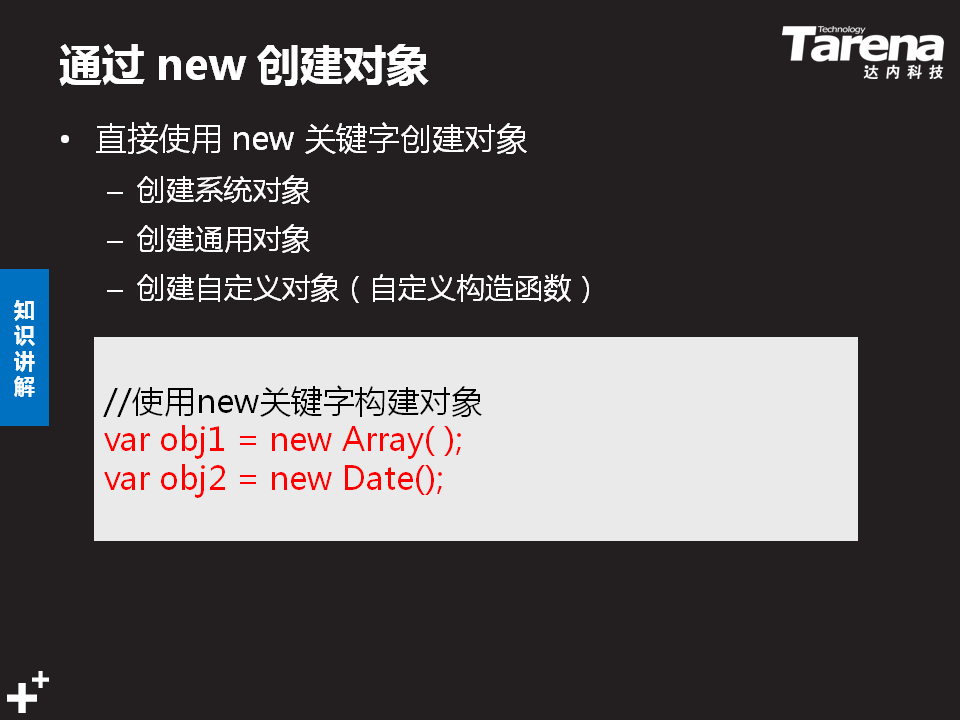 通过 new 创建对象
Technology
Tarena
达内科技
• 直接使用 new 关键字创建对象
– 创建系统对象
– 创建通用对象
– 创建自定义对象（自定义构造函数）
知识讲解
//使用new关键字构建对象
var obj1 = new Array( );
var obj2 = new Date();